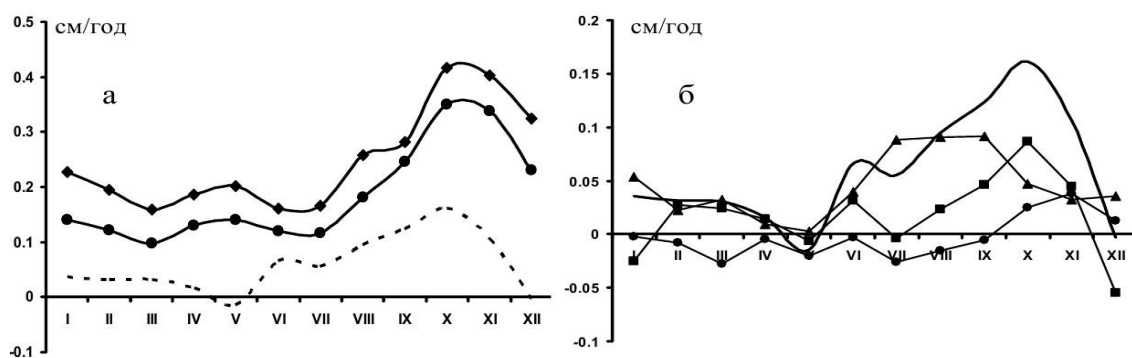 0.5
см/год
0.4
а
0.3
0.2
0.1
0
I II III IV V VI VII VIII IX X XI XII
-0.1
0.2
см/год
0.15
б
0.1
0.05
0
I II III IV V VI VII VIII IX X XI XII
-0.05
-0.1